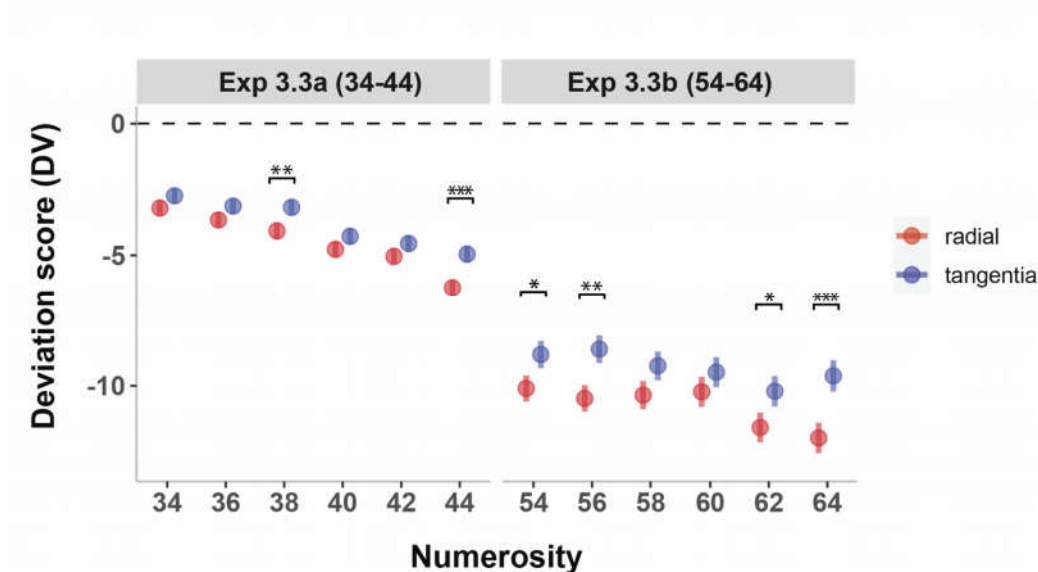 Exp 3.3a (34-44)
Exp 3.3b (54-64)
Deviation score (DV)
0
-5
-10
**
***
*
**
*
***
34 36 38 40 42 44
54 56 58 60 62 64
Numerosity
radial
tangentia